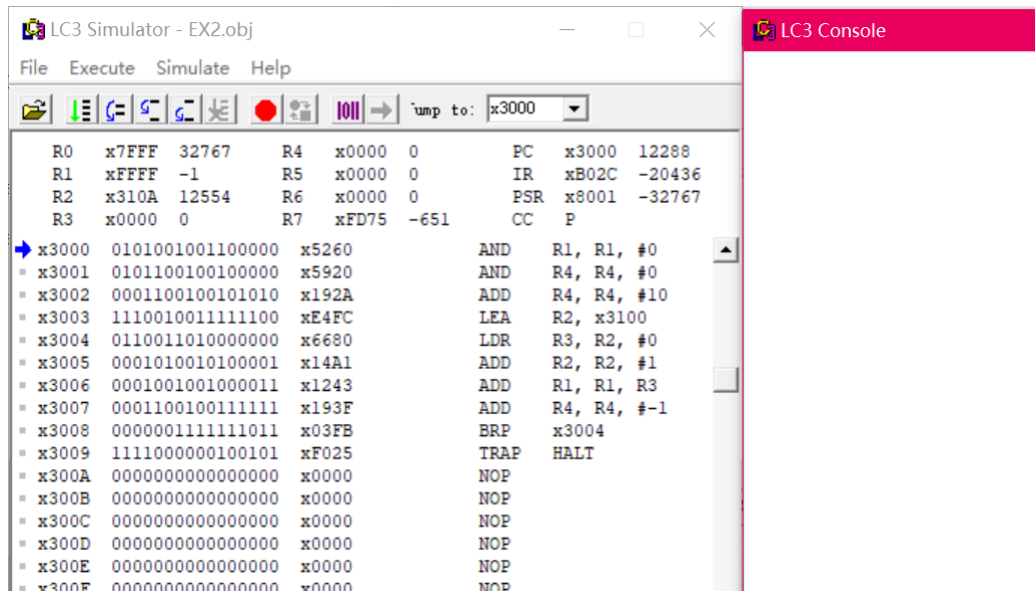 LC3 Simulator - EX2.obj
LC3 Console
File Execute Simulate Help
Jump to: x3000
R0 x7FFF 32767 R4 x0000 0 PC x3000 12288
R1 xFFFF -1 R5 x0000 0 IR xB02C -20436
R2 x310A 12554 R6 x0000 0 PSR x8001 -32767
R3 x0000 0 R7 xFD75 -651 CC P
x3000 0101001001100000 x5260 AND R1, R1, #0
x3001 0101100100100000 x5920 AND R4, R4, #0
x3002 0001100100101010 x192A ADD R4, R4, #10
x3003 1110010011111100 xE4FC LEA R2, x3100
x3004 0110011010000000 x6680 LDR R3, R2, #0
x3005 0001010010100001 x14A1 ADD R2, R2, #1
x3006 0001001001000011 x1243 ADD R1, R1, R3
x3007 0001100100111111 x193F ADD R4, R4, #-1
x3008 0000001111111011 x03FB BRP x3004
x3009 1111000000100101 xF025 TRAP HALT
x300A 0000000000000000 x0000 NOP
x300B 0000000000000000 x0000 NOP
x300C 0000000000000000 x0000 NOP
x300D 0000000000000000 x0000 NOP
x300E 0000000000000000 x0000 NOP
x300F 0000000000000000 x0000 NOP